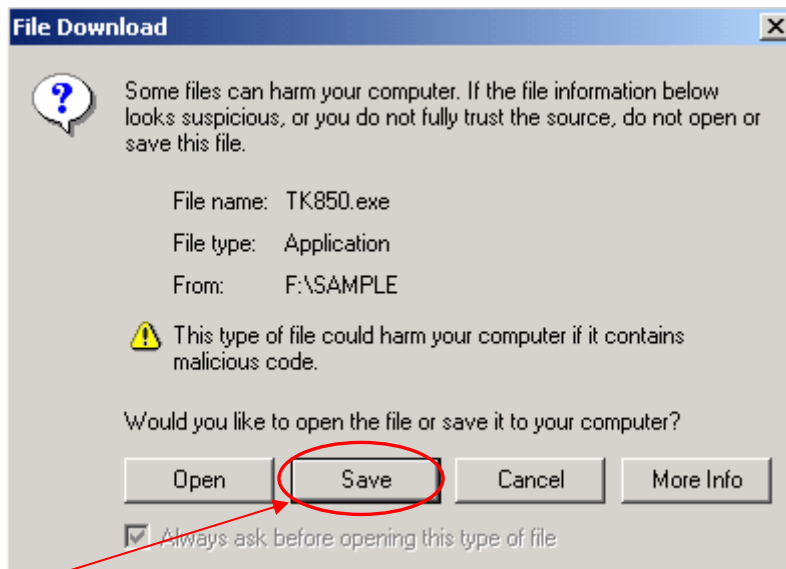 File Download
Some files can harm your computer. If the file information below
looks suspicious, or you do not fully trust the source, do not open or
save this file.
File name: TK850.exe
File type: Application
From: F:\SAMPLE
This type of file could harm your computer if it contains
malicious code.
Would you like to open the file or save it to your computer?
Open Save Cancel More Info
Always ask before opening this type of file